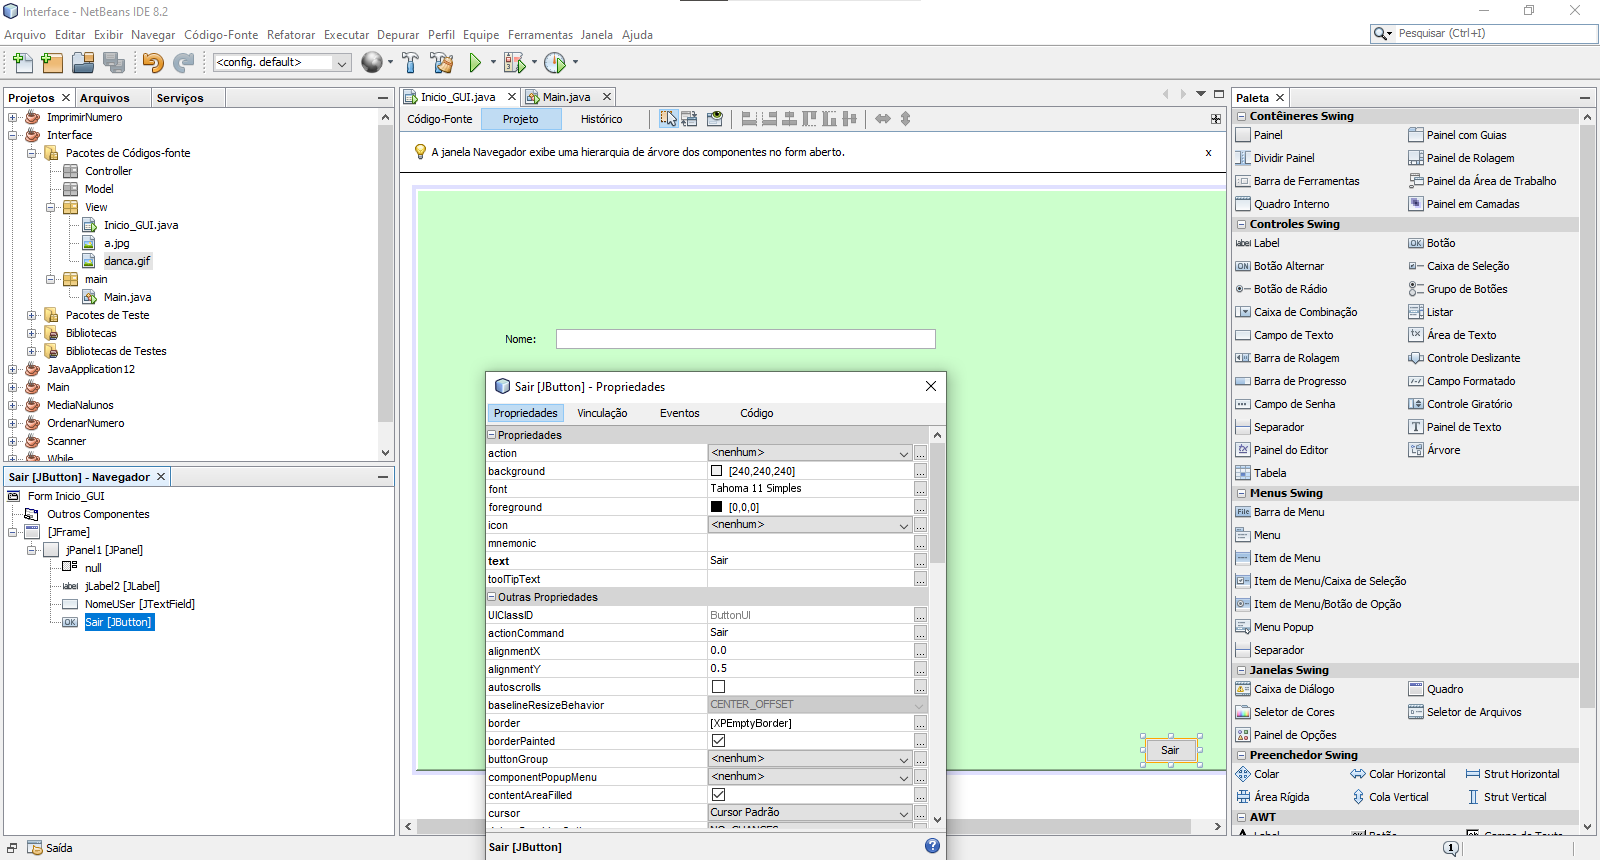 Interface - NetBeans IDE 8.2
Arquivo Editar Exibir Navegar Código-Fonte Refatorar Executar Depurar Perfil Equipe Ferramentas Janela Ajuda
Pesquisar (Ctrl+I)
<config. default>
Projetos
Arquivos
Serviços
ImprimirNumero
Interface
Pacotes de Códigos-fonte
Controller
Model
View
Inicio_GUI.java
a.jpg
danca.gif
main
Main.java
Pacotes de Teste
Bibliotecas
Bibliotecas de Testes
JavaApplication12
Main
MediaNalunos
OrdenarNumero
Scanner
While
Sair [JButton] - Navegador
Form Inicio_GUI
Outros Componentes
[JFrame]
jPanel1 [JPanel]
null
label jLabel2 [JLabel]
NomeUSer [JTextField]
OK Sair [JButton]
Inicio_GUI.java
Main.java
Código-Fonte Projeto Histórico
A janela Navegador exibe uma hierarquia de árvore dos componentes no form aberto.
x
Nome:
Sair
Sair [JButton] - Propriedades
Propriedades Vinculação Eventos Código
Propriedades
action <nenhum>
background [240,240,240]
font Tahoma 11 Simples
foreground [0,0,0]
icon <nenhum>
mnemonic
text Sair
toolTipText
Outras Propriedades
UIClassID ButtonUI
actionCommand Sair
alignmentX 0.0
alignmentY 0.5
autoscrolls
baselineResizeBehavior CENTER_OFFSET
border [XPEmptyBorder]
borderPainted
buttonGroup <nenhum>
componentPopupMenu <nenhum>
contentAreaFilled
cursor Cursor Padrão
Sair [JButton]
Paleta
Contêineres Swing
Painel Painel com Guias
Dividir Painel Painel de Rolagem
Barra de Ferramentas Painel da Área de Trabalho
Quadro Interno Painel em Camadas
Controles Swing
label Label OK Botão
ON Botão Alternar Caixa de Seleção
Botão de Rádio Grupo de Botões
Caixa de Combinação Listar
Campo de Texto Área de Texto
Barra de Rolagem Controle Deslizante
Barra de Progresso Campo Formatado
Campo de Senha Controle Giratório
Separador Painel de Texto
Painel do Editor Árvore
Tabela
Menus Swing
File Barra de Menu
Menu
Item de Menu
Item de Menu/Caixa de Seleção
Item de Menu/Botão de Opção
Menu Popup
Separador
Janelas Swing
Caixa de Diálogo Quadro
Seletor de Cores Seletor de Arquivos
Painel de Opções
Preenchedor Swing
Colar Colar Horizontal Strut Horizontal
Área Rígida Cola Vertical Strut Vertical
AWT
Label Botão Campo de Texto
Saída
1